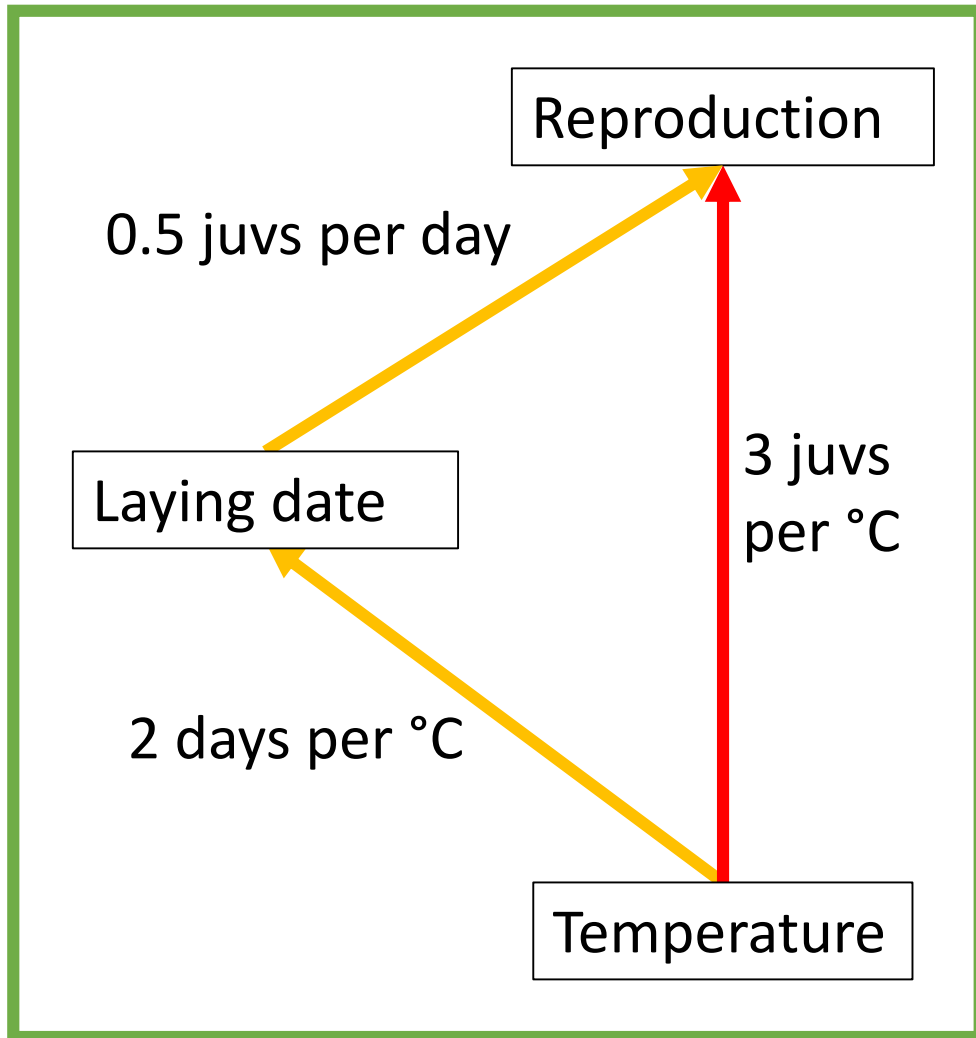 Reproduction
0.5 juvs per day
3 juvs
per °C
Laying date
2 days per °C
Temperature